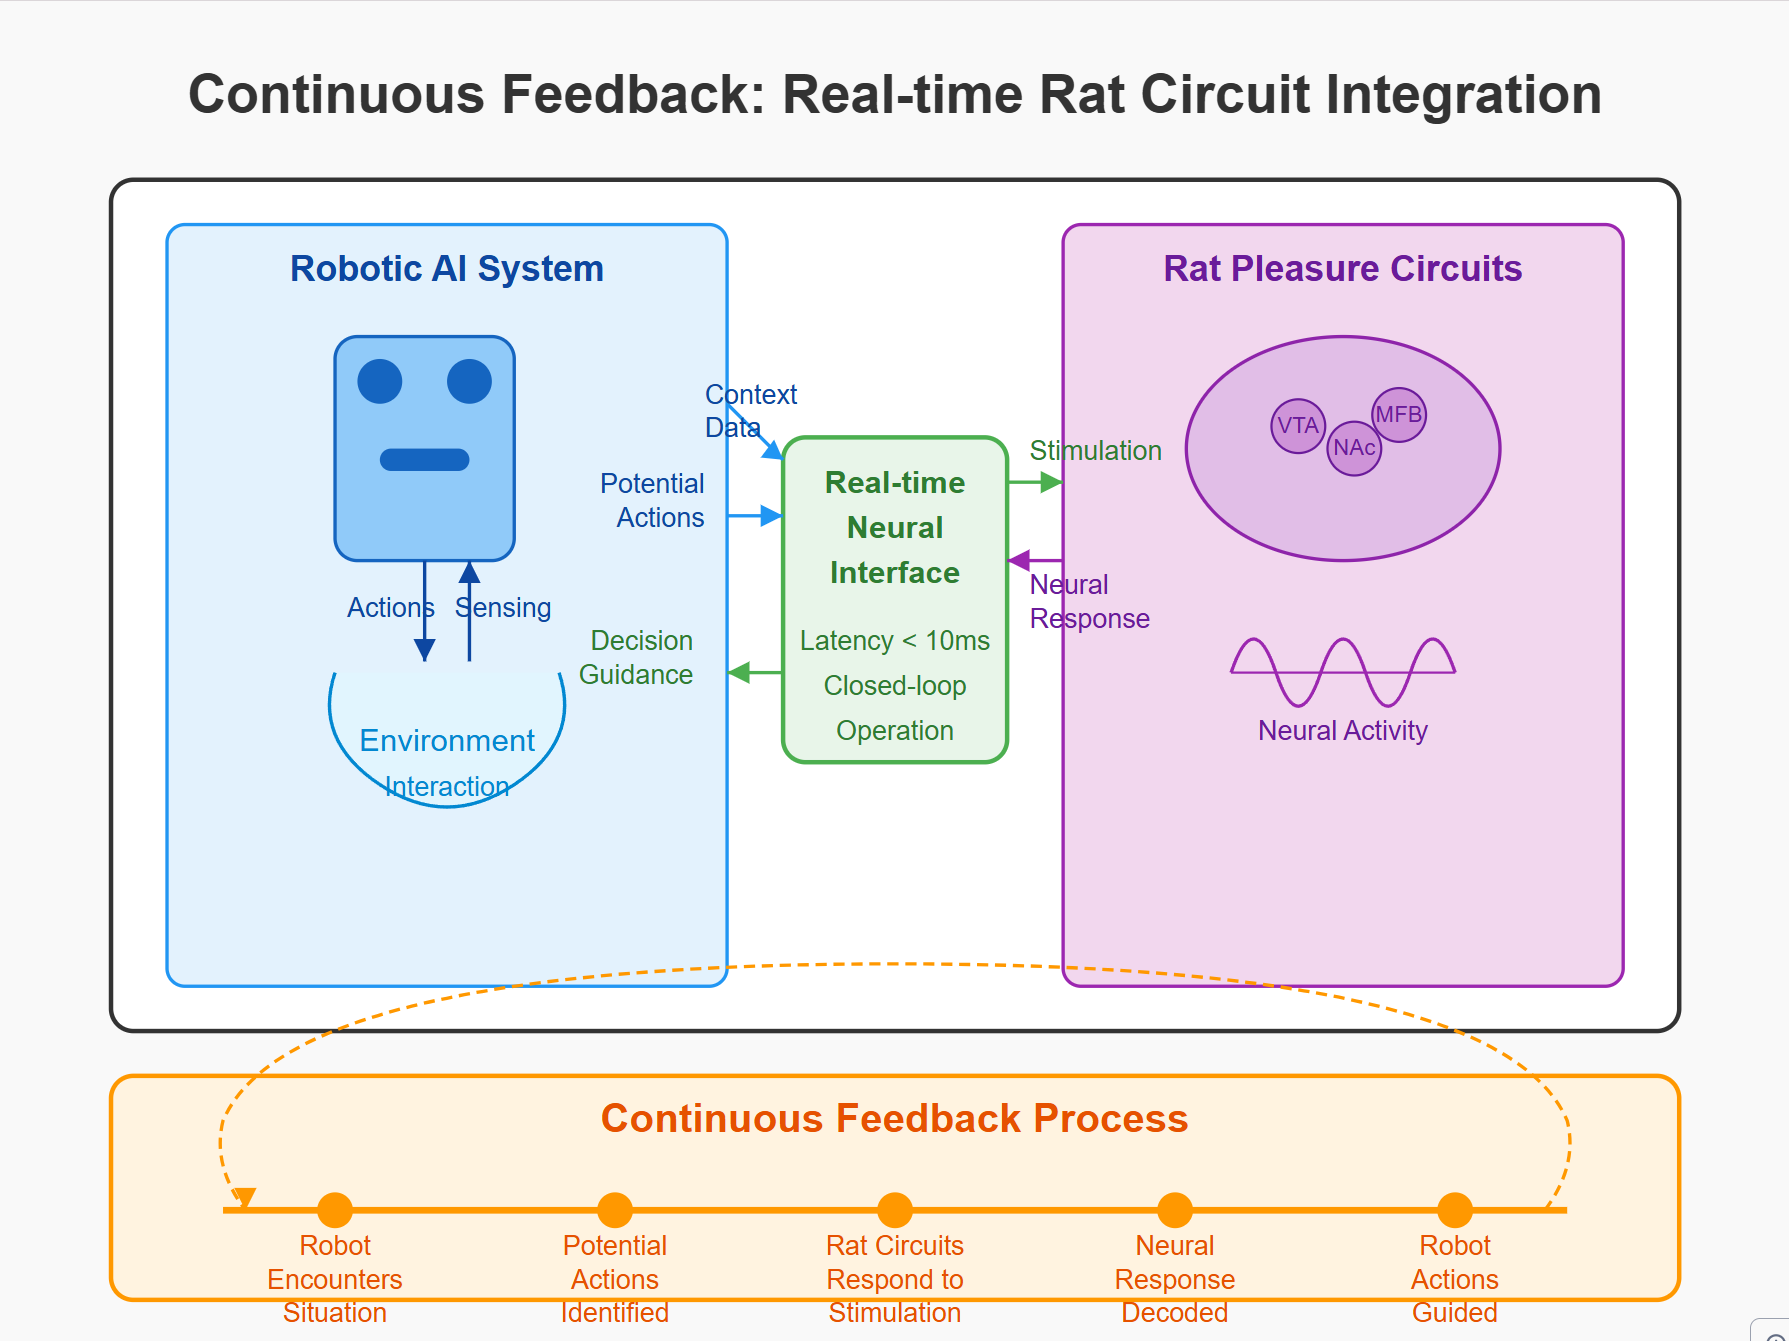 Continuous Feedback: Real-time Rat Circuit Integration
Robotic AI System
Actions
Sensing
Environment
Interaction
Context
Data
Potential
Actions
Decision
Guidance
Real-time
Neural
Interface
Latency < 10ms
Closed-loop
Operation
Stimulation
Neural
Response
Rat Pleasure Circuits
VTA
NAc
MFB
Neural Activity
Continuous Feedback Process
Robot
Encounters
Situation
Potential
Actions
Identified
Rat Circuits
Respond to
Stimulation
Neural
Response
Decoded
Robot
Actions
Guided